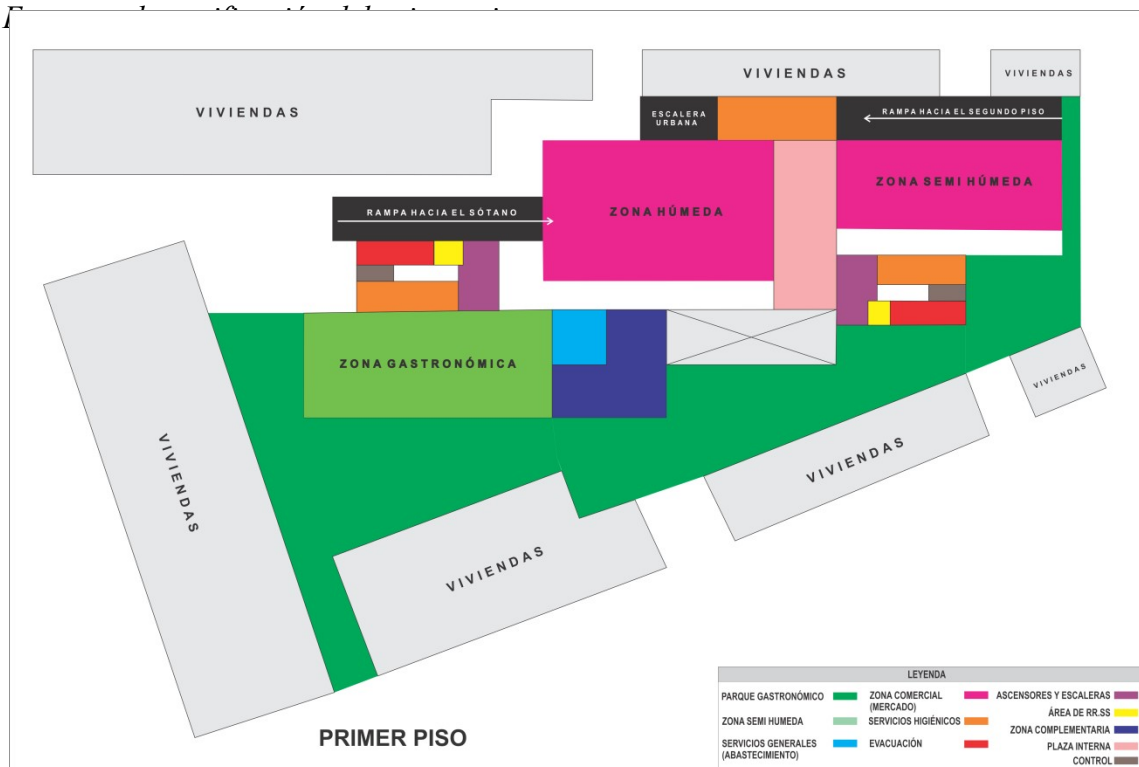 VIVIENDAS
VIVIENDAS
VIVIENDAS
ESCALERA
URBANA
RAMPA HACIA EL SEGUNDO PISO
ZONA SEMI HÚMEDA
ZONA HÚMEDA
RAMPA HACIA EL SÓTANO
ZONA GASTRONÓMICA
VIVIENDAS
VIVIENDAS
VIVIENDAS
VIVIENDAS
PRIMER PISO
LEYENDA
PARQUE GASTRONÓMICO
ZONA SEMI HUMEDA
SERVICIOS GENERALES
(ABASTECIMIENTO)
ZONA COMERCIAL
(MERCADO)
SERVICIOS HIGIÉNICOS
EVACUACIÓN
ASCENSORES Y ESCALERAS
ÁREA DE RR.SS
ZONA COMPLEMENTARIA
PLAZA INTERNA
CONTROL